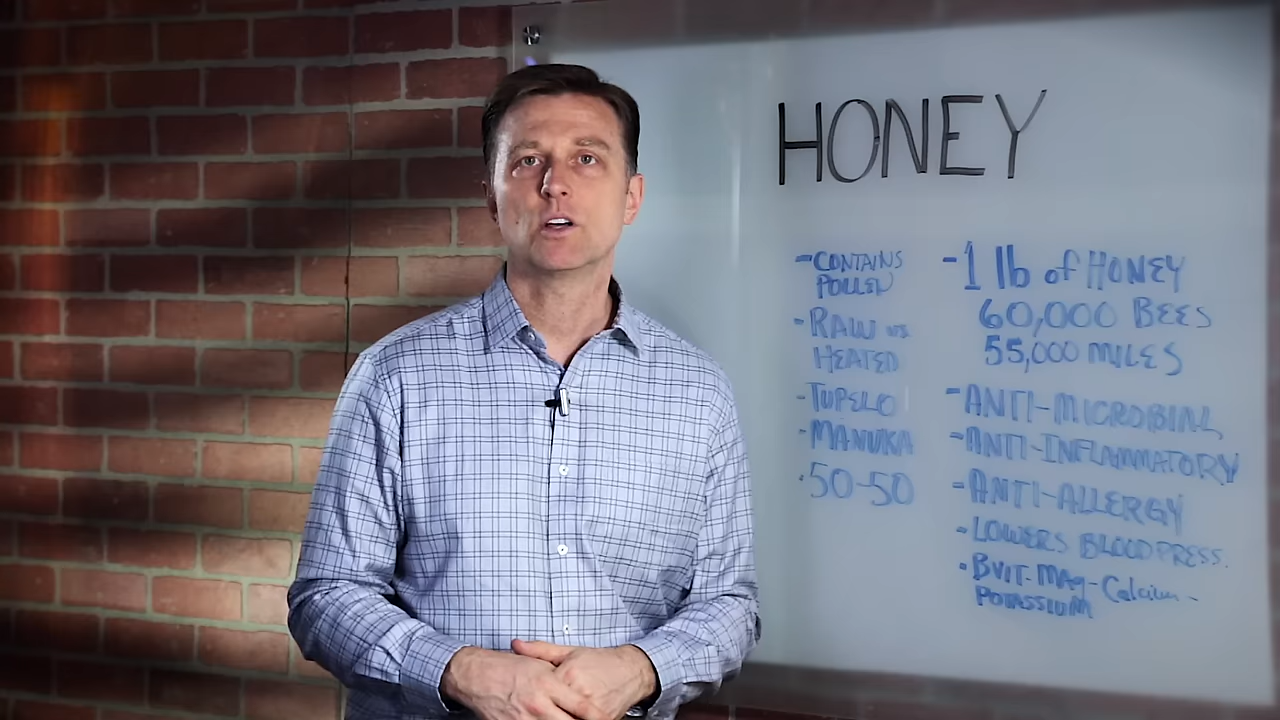 HONEY
-CONTAINS
POLLEN
-RAW vs
HEATED
-TUPELO
-MANUKA
·50-50
-1 lb of HONEY
60,000 BEES
55,000 MILES
-ANTI-MICROBIAL
-ANTI-INFLAMMATORY
-ANTI-ALLERGY
-LOWERS BLOOD PRESS.
·BVIT-MAG-Calcium-
POTASSIUM